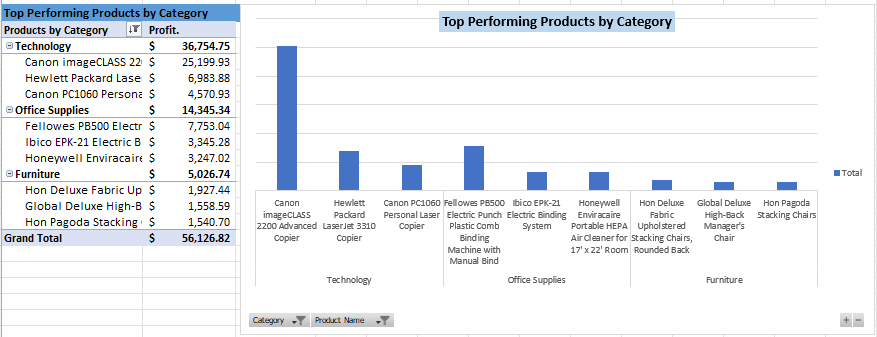 Top Performing Products by Category
Products by Category Profit.
Technology $ 36,754.75
Canon imageCLASS 22 $ 25,199.93
Hewlett Packard Lase $ 6,983.88
Canon PC1060 Persona $ 4,570.93
Office Supplies $ 14,345.34
Fellowes PB500 Electr $ 7,753.04
Ibico EPK-21 Electric B $ 3,345.28
Honeywell Enviracaire $ 3,247.02
Furniture $ 5,026.74
Hon Deluxe Fabric Up $ 1,927.44
Global Deluxe High-B $ 1,558.59
Hon Pagoda Stacking $ 1,540.70
Grand Total $ 56,126.82
Top Performing Products by Category
Total
Canon
imageCLASS
2200 Advanced
Copier
Hewlett
Packard
LaserJet 3310
Copier
Canon PC1060
Personal Laser
Copier
Fellowes PB500
Electric Punch
Plastic Comb
Binding
Machine with
Manual Bind
Ibico EPK-21
Electric Binding
System
Honeywell
Enviracaire
Portable HEPA
Air Cleaner for
17' x 22' Room
Hon Deluxe
Fabric
Upholstered
Stacking Chairs,
Rounded Back
Global Deluxe
High-Back
Manager's
Chair
Hon Pagoda
Stacking Chairs
Technology
Office Supplies
Furniture
Category
Product Name